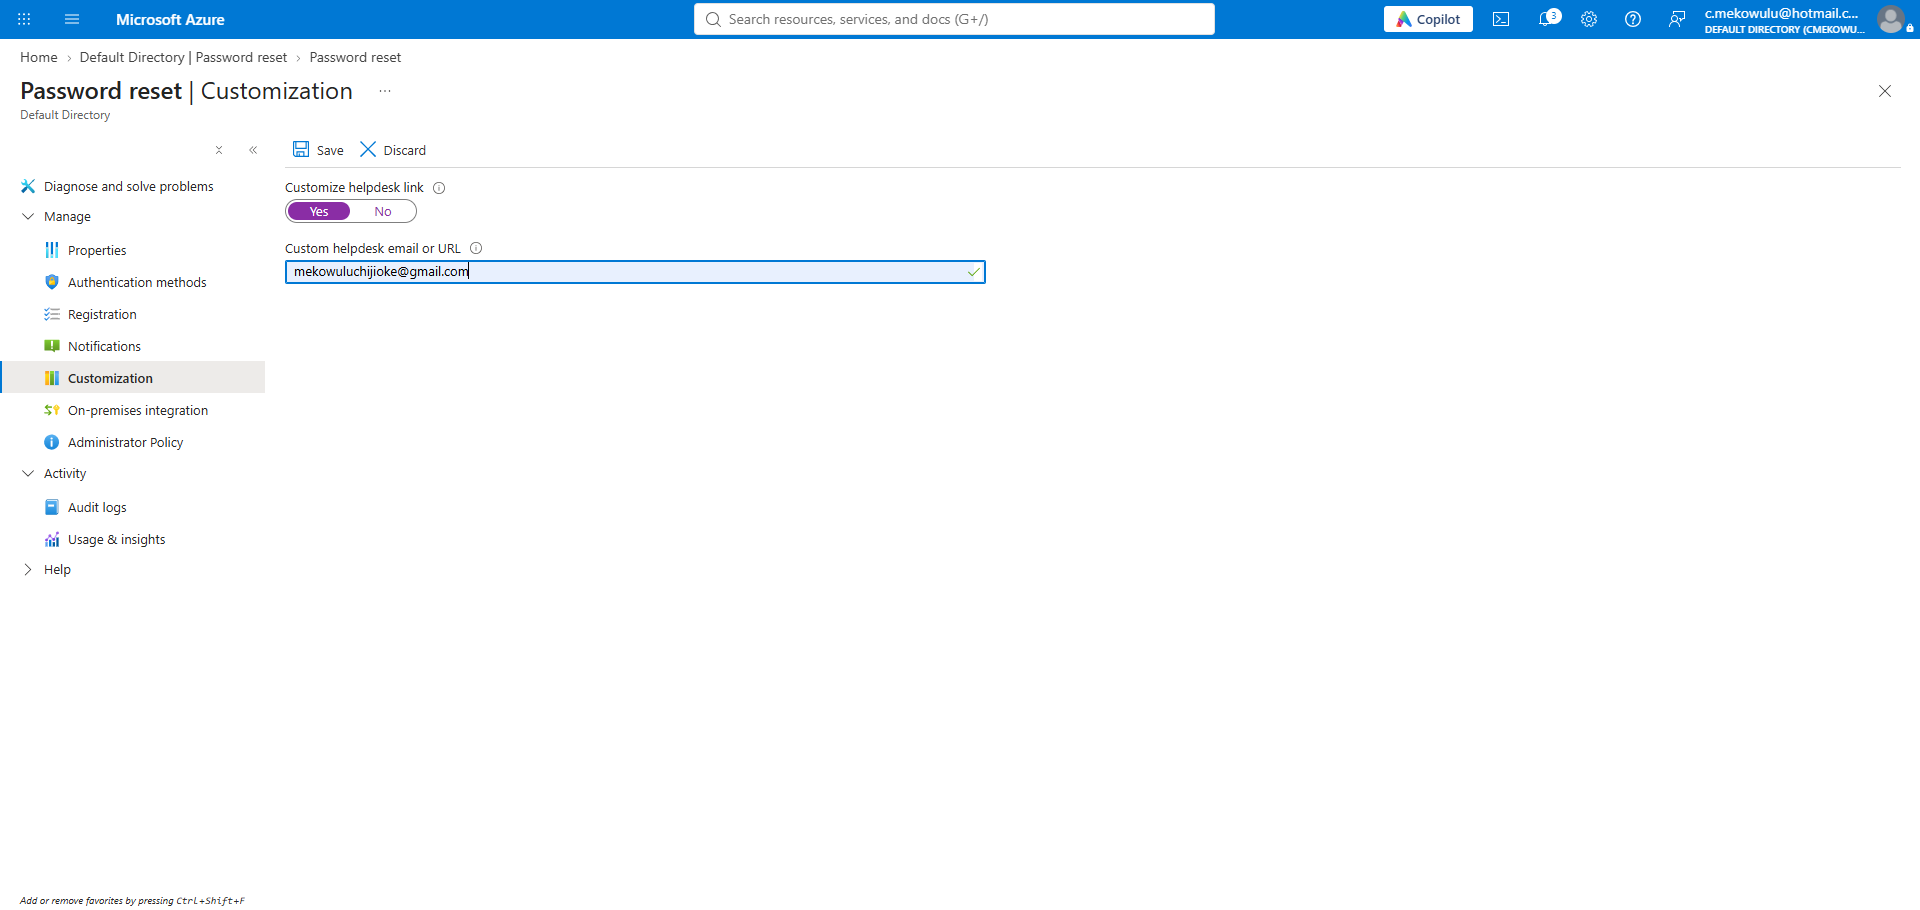 Microsoft Azure
Search resources, services, and docs (G+/)
Copilot
3
c.mekowulu@hotmail.c...
DEFAULT DIRECTORY (CMEKOWU...
Home > Default Directory | Password reset > Password reset
Password reset | Customization ...
Default Directory
Save
Discard
Diagnose and solve problems
Manage
Properties
Authentication methods
Registration
Notifications
Customization
On-premises integration
Administrator Policy
Activity
Audit logs
Usage & insights
Help
Customize helpdesk link
Yes No
Custom helpdesk email or URL
mekowuluchijioke@gmail.com
Add or remove favorites by pressing Ctrl+Shift+F